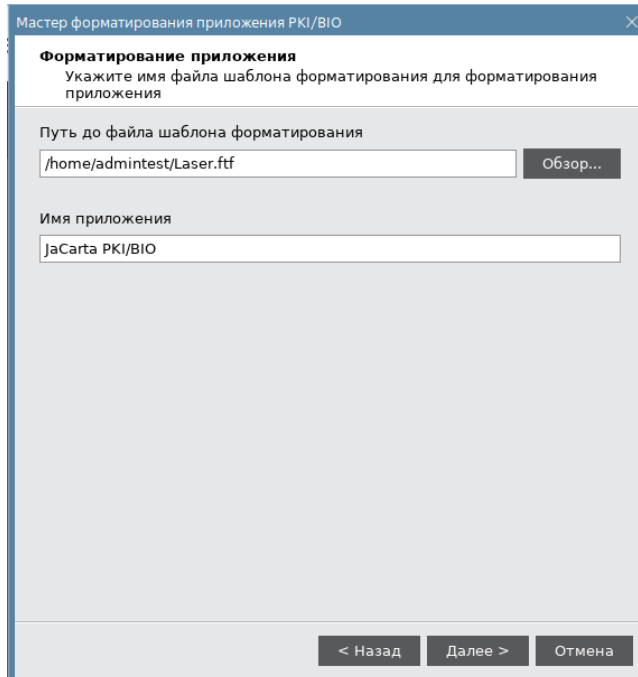 Мастер форматирования приложения PKI/BIO
Форматирование приложения
Укажите имя файла шаблона форматирования для форматирования
приложения
Путь до файла шаблона форматирования
/home/admintest/Laser.ftf
Обзор...
Имя приложения
JaCarta PKI/BIO
< Назад Далее > Отмена